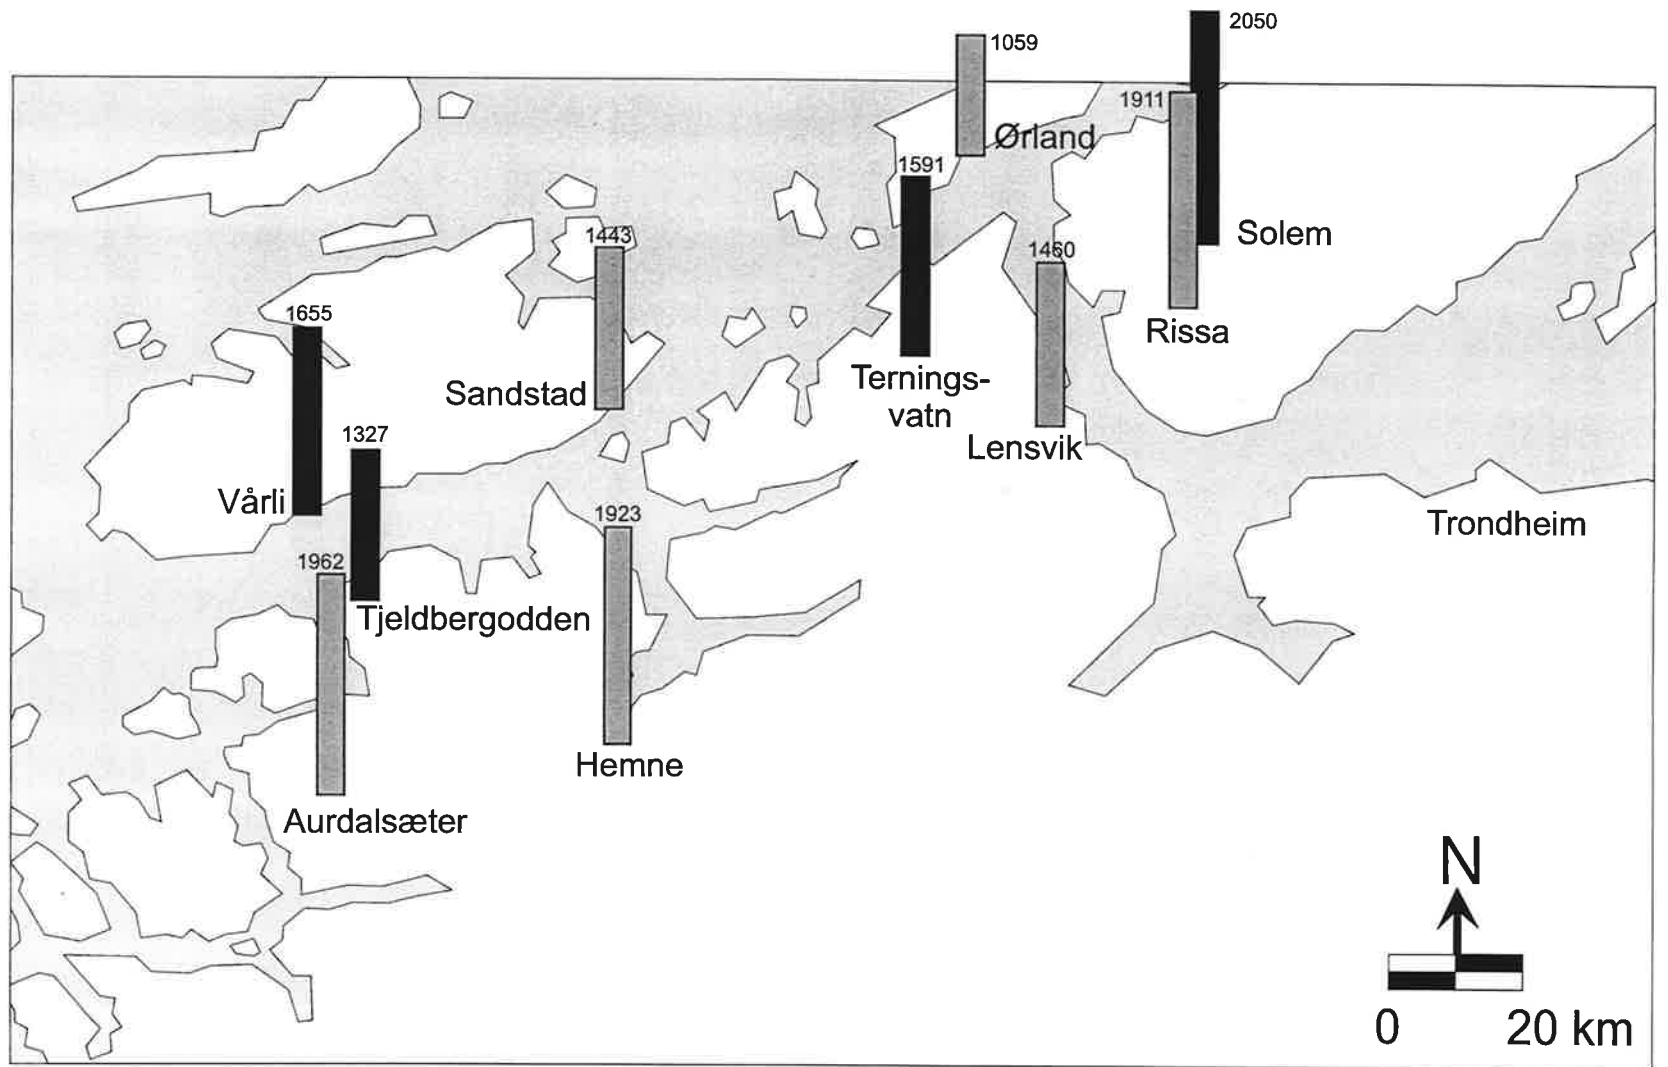 2050
1059
1911
Ørland
1591
Solem
1443
1460
1655
Rissa
Ternings-
vatn
Sandstad
1327
Lensvik
Vårli
1923
Trondheim
1962
Tjeldbergodden
Hemne
Aurdalsæter
N
0 20 km